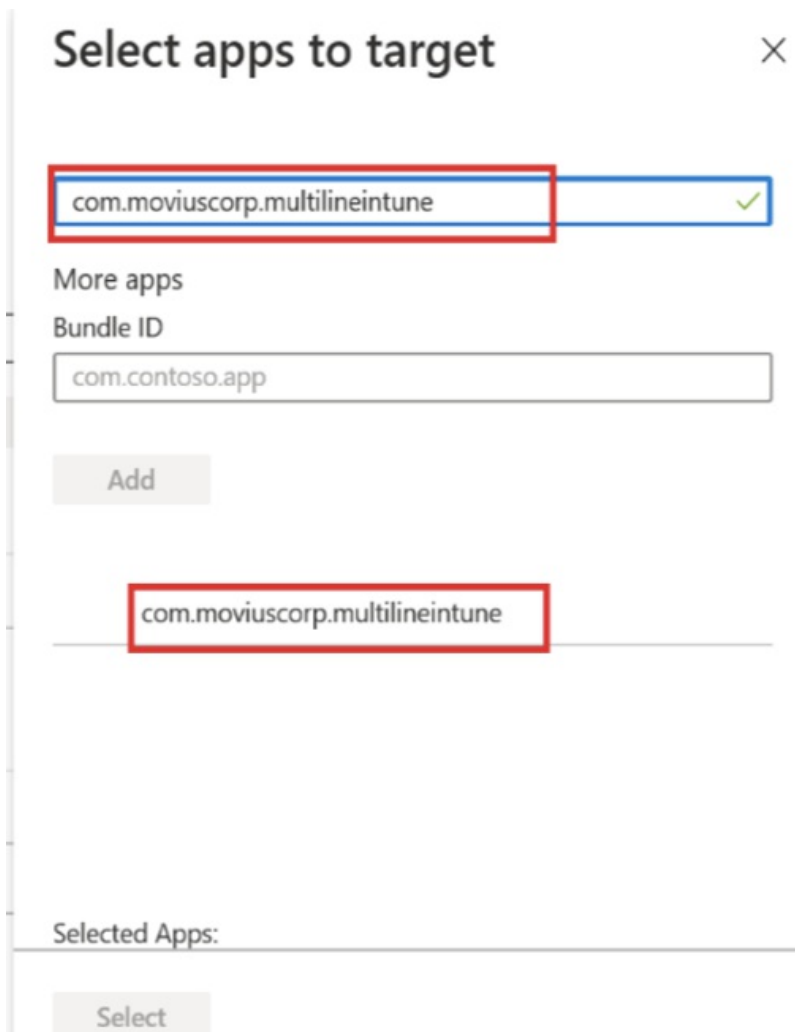 Select apps to target
com.moviuscorp.multilineintune
More apps
Bundle ID
com.contoso.app
Add
com.moviuscorp.multilineintune
Selected Apps:
Select